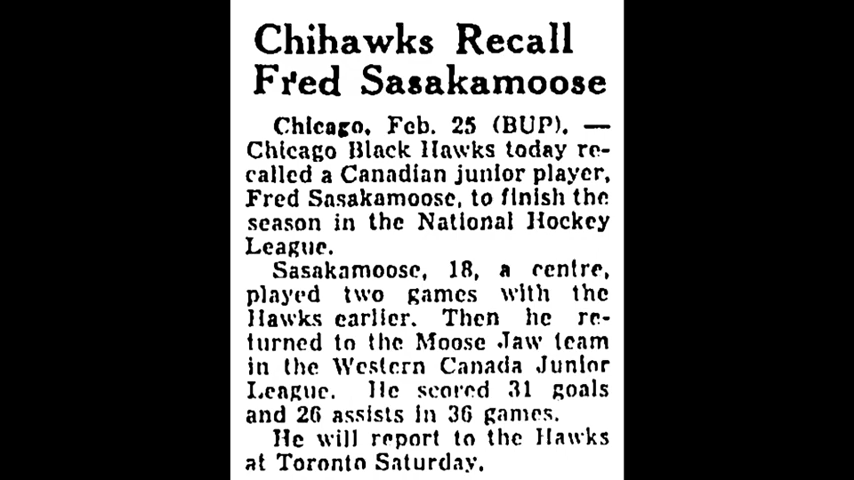 Chihawks Recall
Fred Sasakamoose
Chicago, Feb. 25 (BUP). —
Chicago Black Hawks today re-
called a Canadian junior player,
Fred Sasakamoose, to finish the
season in the National Hockey
League.
Sasakamoose, 18, a centre,
played two games with the
Hawks earlier. Then he re-
turned to the Moose Jaw team
in the Western Canada Junior
League. He scored 31 goals
and 26 assists in 36 games.
He will report to the Hawks
at Toronto Saturday.